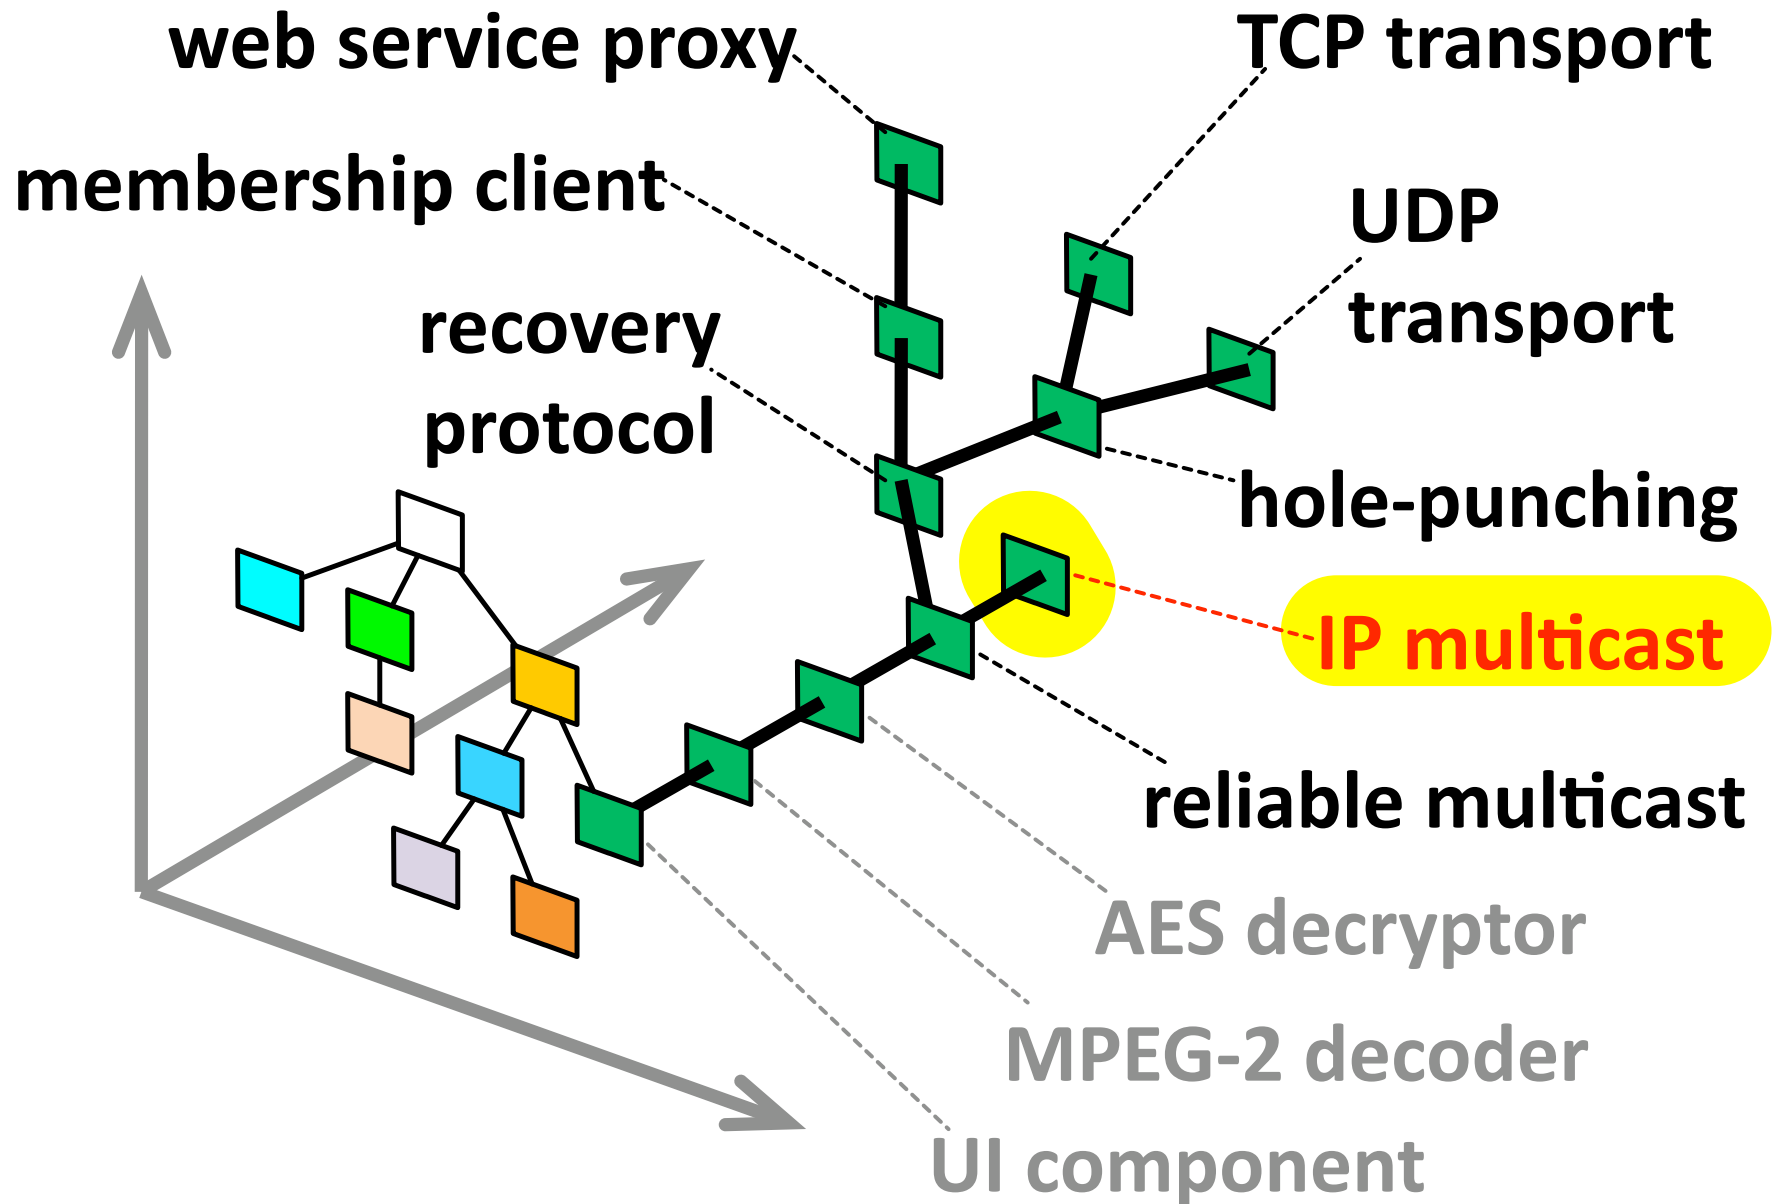 web service proxy
TCP transport
membership client
UDP
transport
recovery
protocol
hole-punching
IP multicast
reliable multicast
AES decryptor
MPEG-2 decoder
UI component